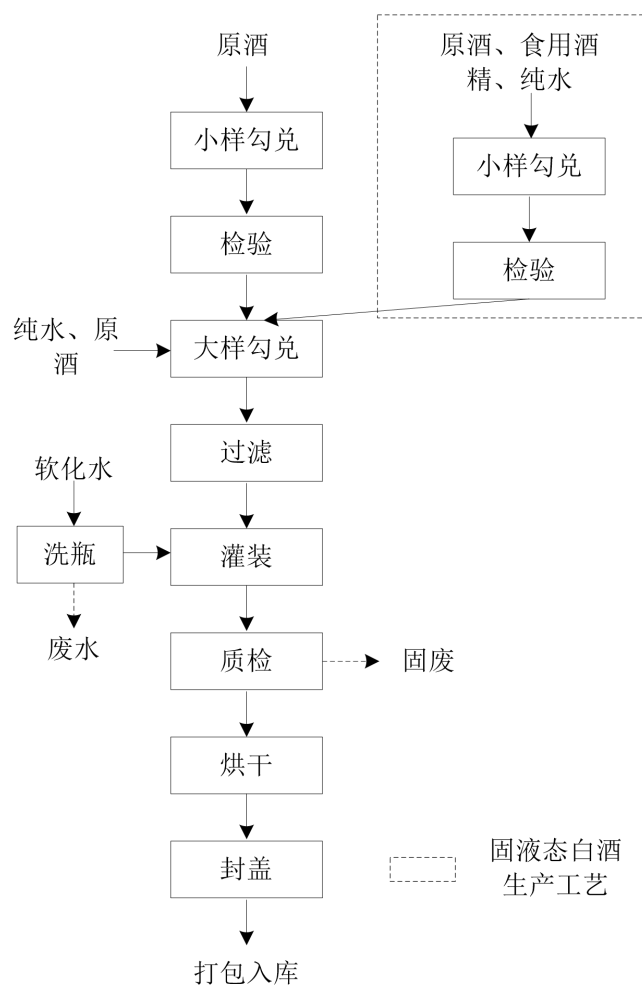 原酒
原酒、食用酒
精、纯水
小样勾兑
小样勾兑
检验
检验
纯水、原
酒
大样勾兑
过滤
软化水
洗瓶
灌装
废水
质检
固废
烘干
封盖
固液态白酒
生产工艺
打包入库